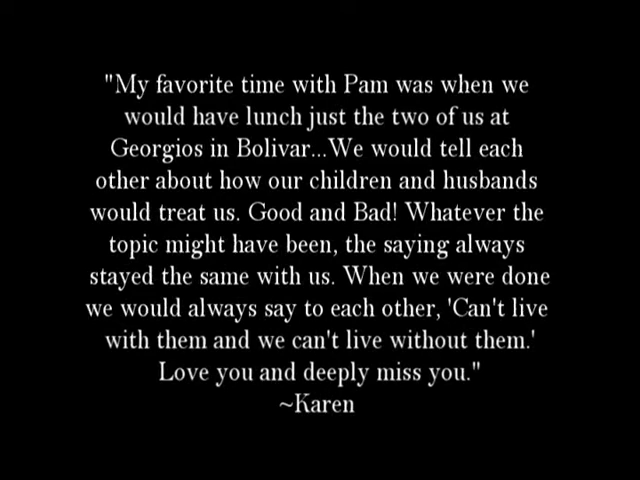 "My favorite time with Pam was when we
would have lunch just the two of us at
Georgios in Bolivar...We would tell each
other about how our children and husbands
would treat us. Good and Bad! Whatever the
topic might have been, the saying always
stayed the same with us. When we were done
we would always say to each other, 'Can't live
with them and we can't live without them.'
Love you and deeply miss you."
~Karen